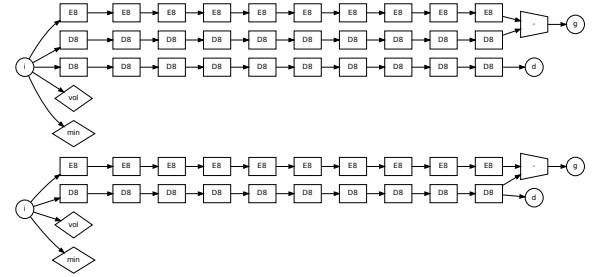 E8 E8 E8 E8 E8 E8 E8 E8 E8 E8 - g
D8 D8 D8 D8 D8 D8 D8 D8 D8 D8
i D8 D8 D8 D8 D8 D8 D8 D8 D8 D8 d
vol
min
E8 E8 E8 E8 E8 E8 E8 E8 E8 E8 - g
D8 D8 D8 D8 D8 D8 D8 D8 D8 D8 d
i
vol
min